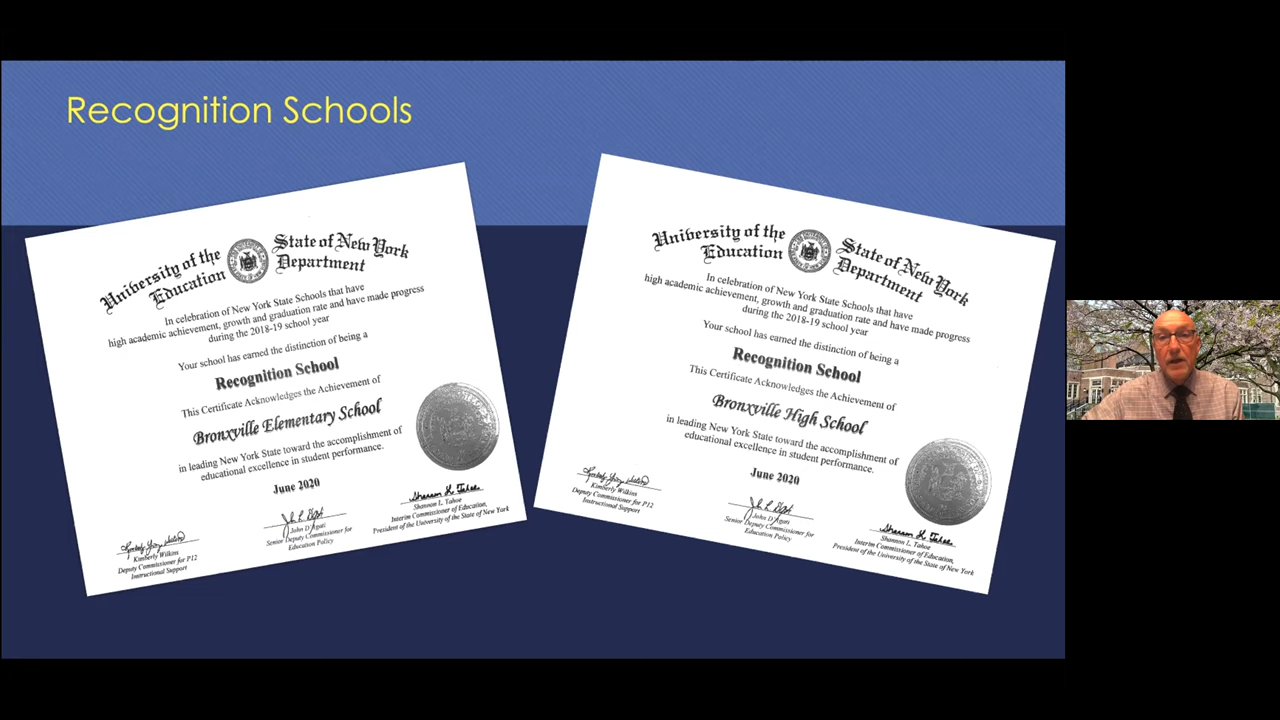 Recognition Schools
University of the State of New York
Education Department
In celebration of New York State Schools that have
high academic achievement, growth and graduation rate and have made progress
during the 2018-19 school year
Your school has earned the distinction of being a
Recognition School
This Certificate Acknowledges the Achievement of
Bronxville Elementary School
in leading New York State toward the accomplishment of
educational excellence in student performance.
June 2020
Kimberly Wilkins
Deputy Commissioner for P12
Instructional Support
John D'Agati
Senior Deputy Commissioner for
Education Policy
Shannon L. Tahoe
Interim Commissioner of Education,
President of the University of the State of New York
University of the State of New York
Education Department
In celebration of New York State Schools that have
high academic achievement, growth and graduation rate and have made progress
during the 2018-19 school year
Your school has earned the distinction of being a
Recognition School
This Certificate Acknowledges the Achievement of
Bronxville High School
in leading New York State toward the accomplishment of
educational excellence in student performance.
June 2020
Kimberly Wilkins
Deputy Commissioner for P12
Instructional Support
John D'Agati
Senior Deputy Commissioner for
Education Policy
Shannon L. Tahoe
Interim Commissioner of Education,
President of the University of the State of New York